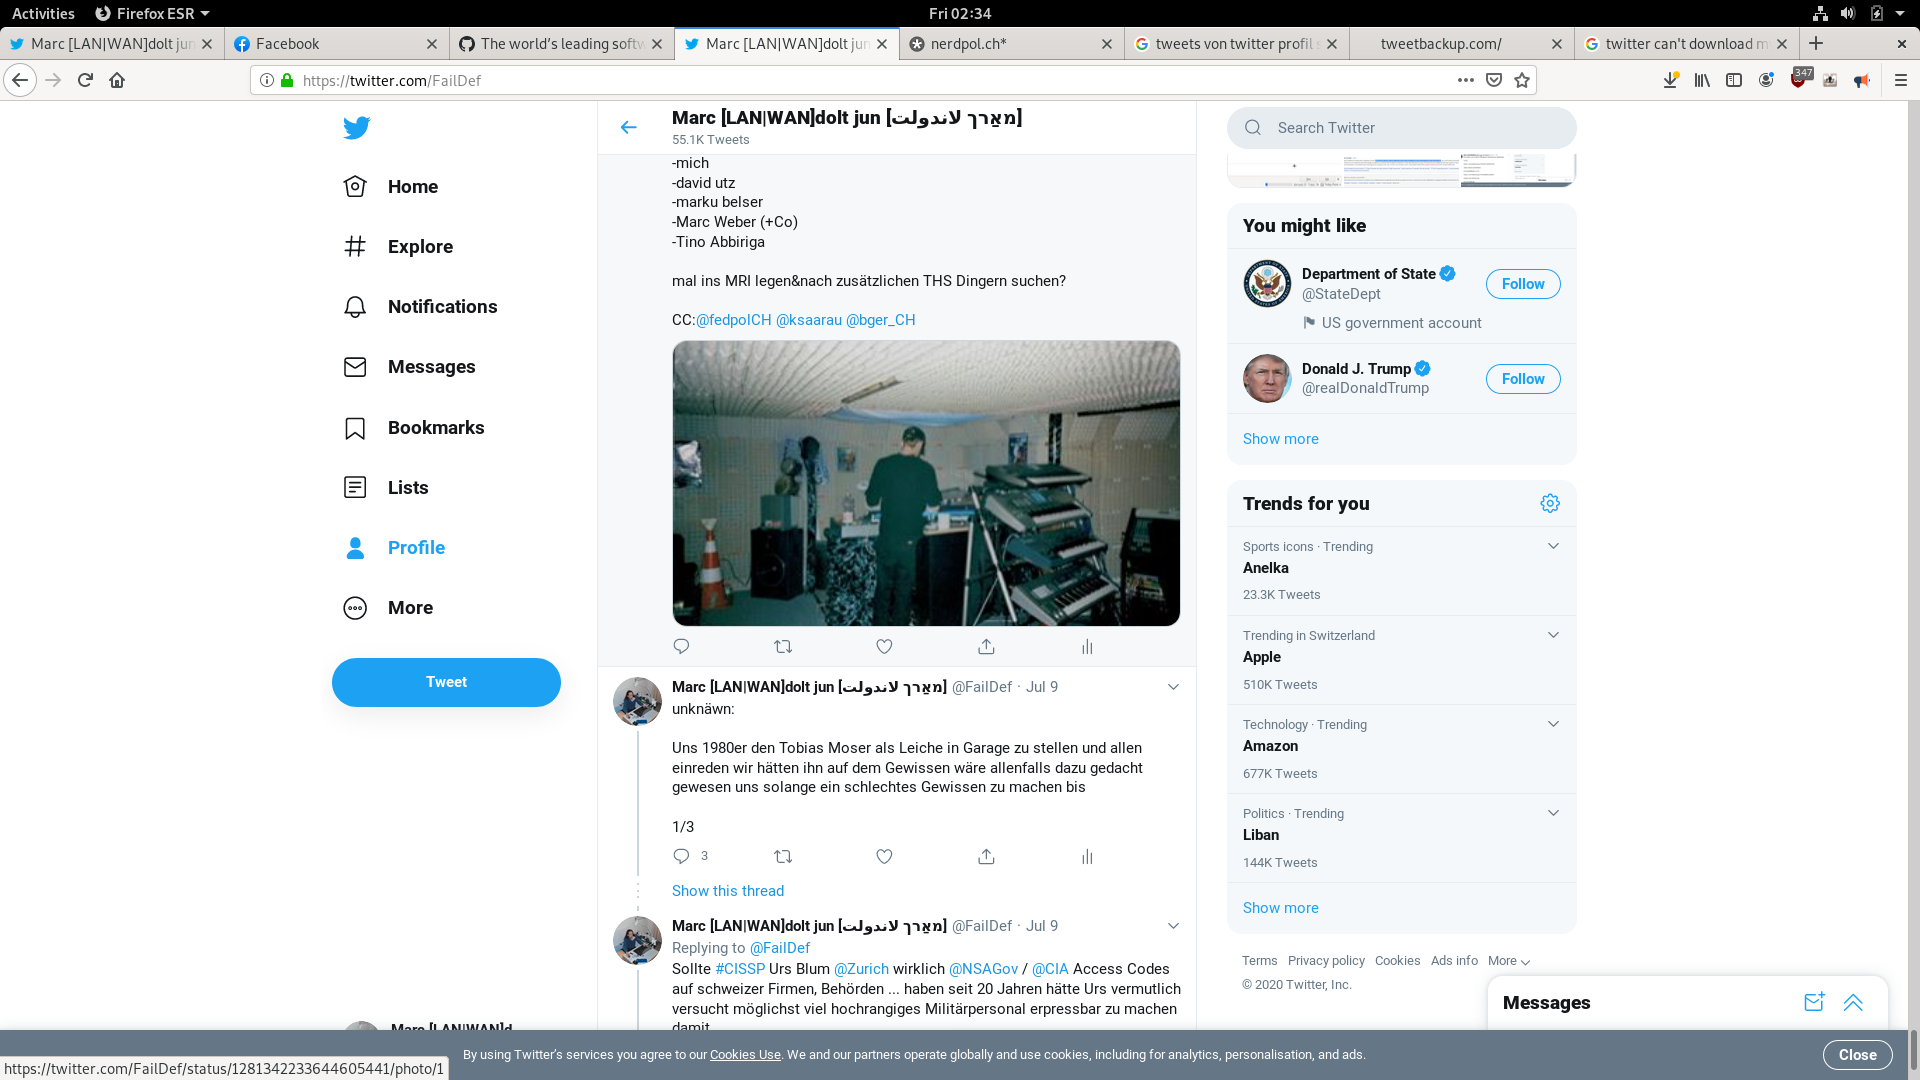 Activities
Firefox ESR
Fri 02:34
Marc [LAN|WAN]dolt jun
Facebook
The world's leading softw
Marc [LAN|WAN]dolt jun
nerdpol.ch*
tweets von twitter profil s
tweetbackup.com/
twitter can't download m
https://twitter.com/FailDef
347
Home
Explore
Notifications
Messages
Bookmarks
Lists
Profile
More
Tweet
Marc [LAN|WAN]d
Marc [LAN|WAN]dolt jun [מאַרך לאנדולת]
55.1K Tweets
-mich
-david utz
-marku belser
-Marc Weber (+Co)
-Tino Abbiriga
mal ins MRI legen&nach zusätzlichen THS Dingern suchen?
CC:@fedpolCH @ksaarau @bger_CH
Marc [LAN|WAN]dolt jun [מאַרך לאנדולת] @FailDef · Jul 9
unknäwn:
Uns 1980er den Tobias Moser als Leiche in Garage zu stellen und allen
einreden wir hätten ihn auf dem Gewissen wäre allenfalls dazu gedacht
gewesen uns solange ein schlechtes Gewissen zu machen bis
1/3
3
Show this thread
Marc [LAN|WAN]dolt jun [מאַרך לאנדולת] @FailDef · Jul 9
Replying to @FailDef
Sollte #CISSP Urs Blum @Zurich wirklich @NSAGov / @CIA Access Codes
auf schweizer Firmen, Behörden ... haben seit 20 Jahren hätte Urs vermutlich
versucht möglichst viel hochrangiges Militärpersonal erpressbar zu machen
damit
Search Twitter
You might like
Department of State
@StateDept
US government account
Follow
Donald J. Trump
@realDonaldTrump
Follow
Show more
Trends for you
Sports icons · Trending
Anelka
23.3K Tweets
Trending in Switzerland
Apple
510K Tweets
Technology · Trending
Amazon
677K Tweets
Politics · Trending
Liban
144K Tweets
Show more
Terms Privacy policy Cookies Ads info More
© 2020 Twitter, Inc.
Messages
By using Twitter's services you agree to our Cookies Use. We and our partners operate globally and use cookies, including for analytics, personalisation, and ads.
Close
https://twitter.com/FailDef/status/1281342233644605441/photo/1